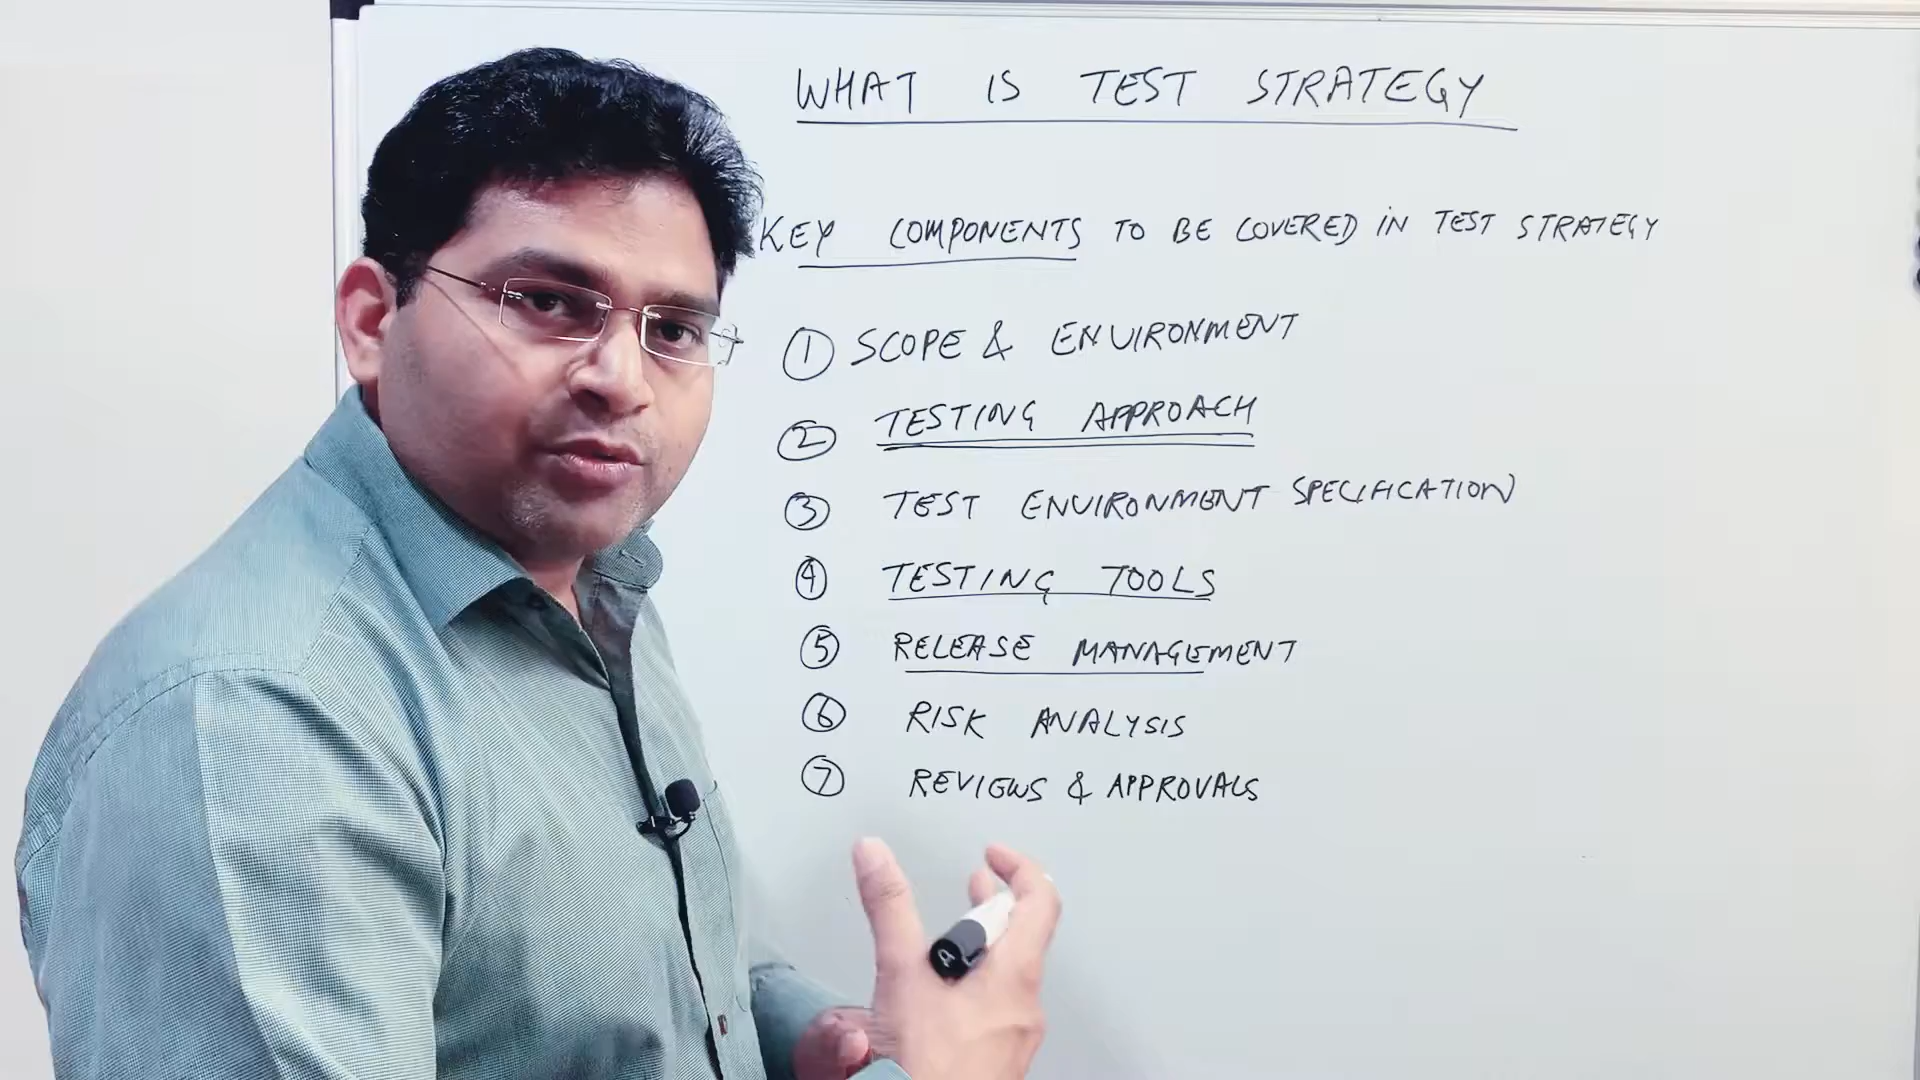 WHAT IS TEST STRATEGY
KEY COMPONENTS TO BE COVERED IN TEST STRATEGY
① SCOPE & ENVIRONMENT
② TESTING APPROACH
③ TEST ENVIRONMENT SPECIFICATION
④ TESTING TOOLS
⑤ RELEASE MANAGEMENT
⑥ RISK ANALYSIS
⑦ REVIEWS & APPROVALS
A